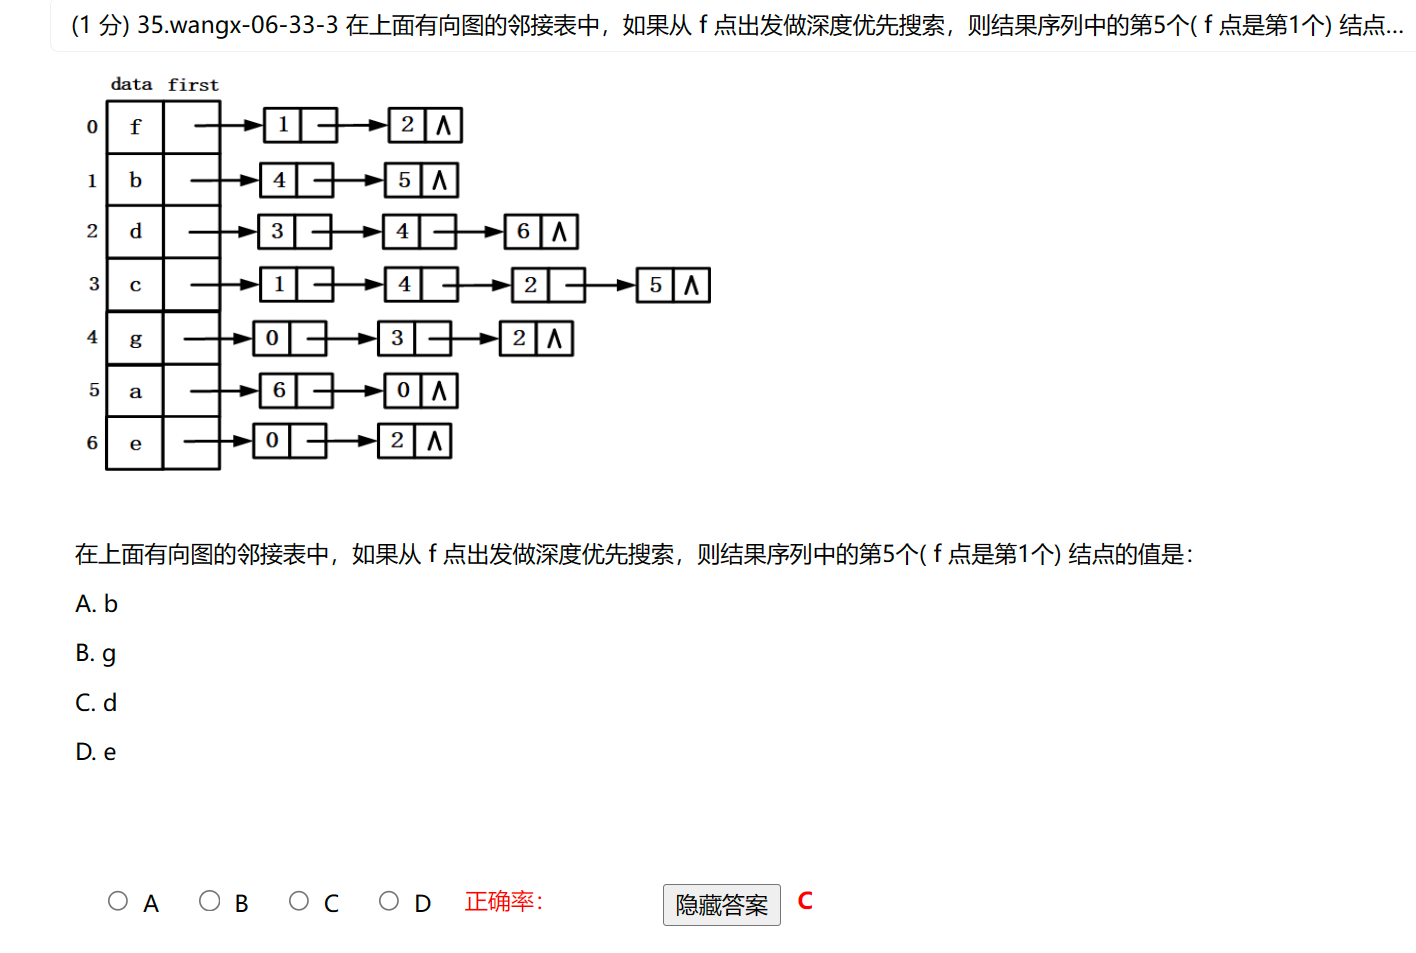 (1 分) 35.wangx-06-33-3 在上面有向图的邻接表中，如果从 f 点出发做深度优先搜索，则结果序列中的第5个( f 点是第1个) 结点...
data first
0 f 1 2 ∧
1 b 4 5 ∧
2 d 3 4 6 ∧
3 c 1 4 2 5 ∧
4 g 0 3 2 ∧
5 a 6 0 ∧
6 e 0 2 ∧
在上面有向图的邻接表中，如果从 f 点出发做深度优先搜索，则结果序列中的第5个( f 点是第1个) 结点的值是：
A. b
B. g
C. d
D. e
A B C D 正确率： 隐藏答案 C